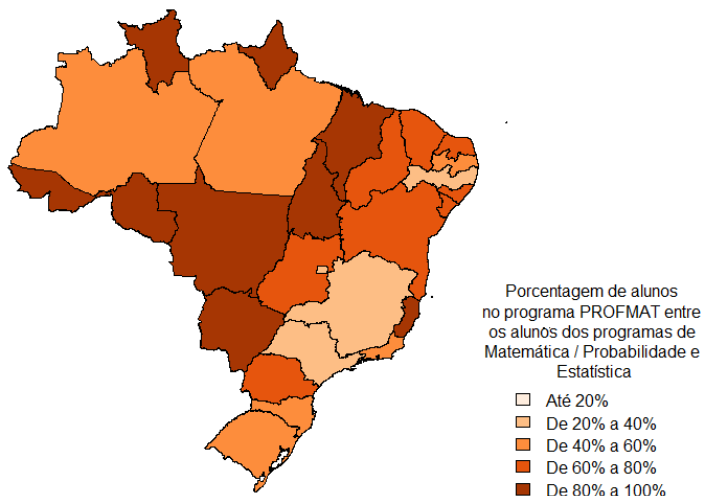 Porcentagem de alunos
no programa PROFMAT entre
os alunos dos programas de
Matemática / Probabilidade e
Estatística
Até 20%
De 20% a 40%
De 40% a 60%
De 60% a 80%
De 80% a 100%